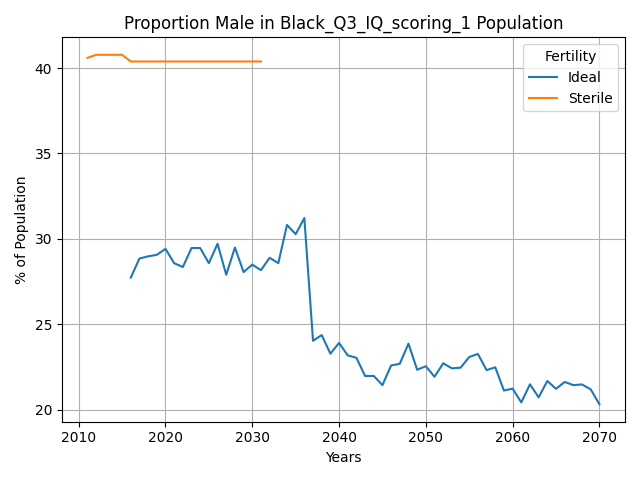 Proportion Male in Black_Q3_IQ_scoring_1 Population
Fertility
Ideal
Sterile
% of Population
40
35
30
25
20
2010
2020
2030
2040
2050
2060
2070
Years